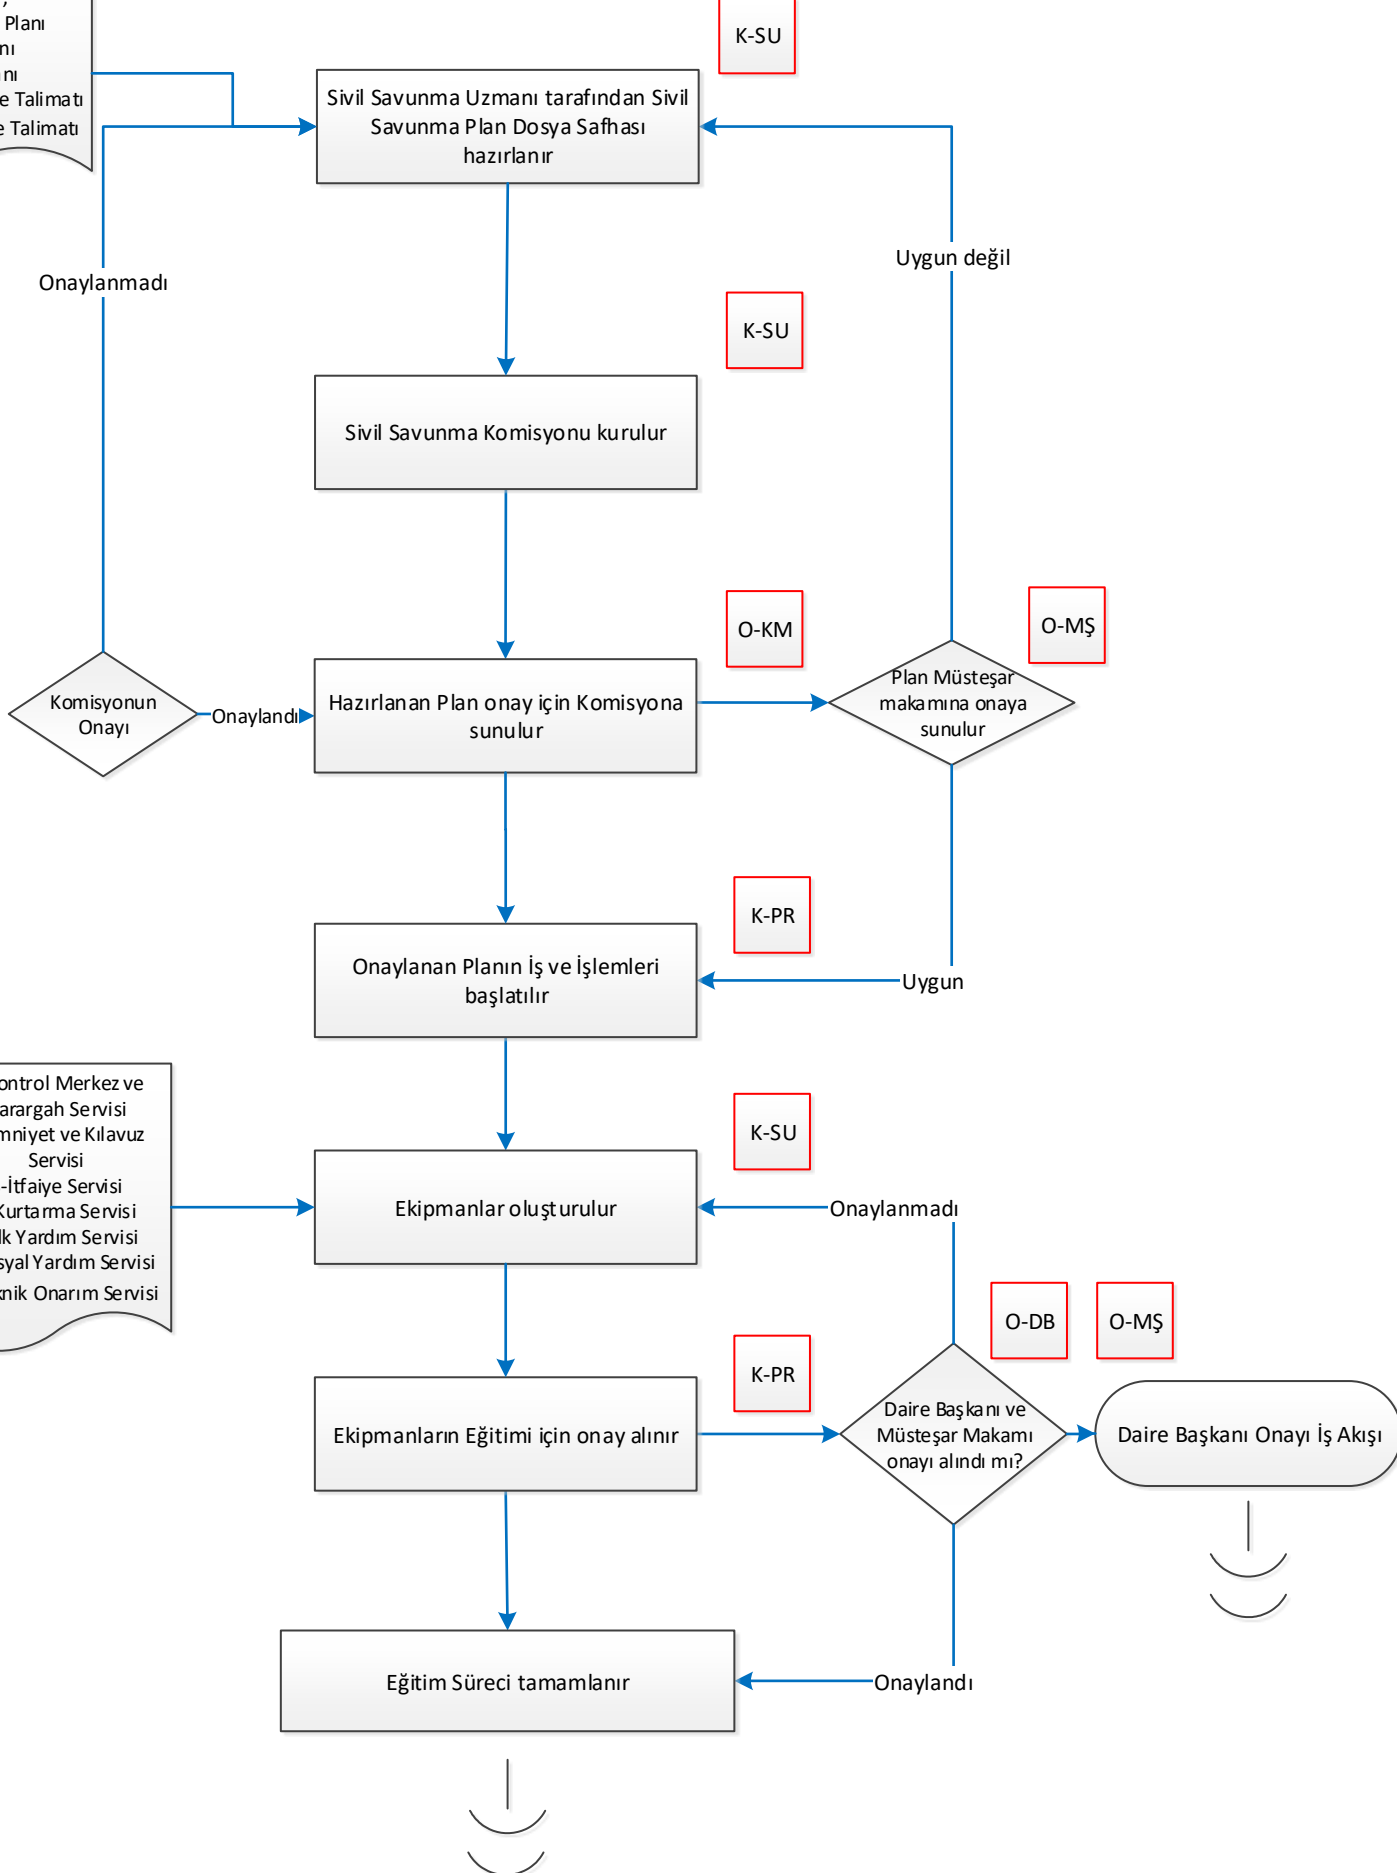 Planı
e Talimatı
e Talimatı
K-SU
Sivil Savunma Uzmanı tarafından Sivil
Savunma Plan Dosya Safhası
hazırlanır
Onaylanmadı
Uygun değil
K-SU
Sivil Savunma Komisyonu kurulur
O-KM
O-MŞ
Komisyonun
Onayı
Onaylandı
Hazırlanan Plan onay için Komisyona
sunulur
Plan Müsteşar
makamına onaya
sunulur
K-PR
Onaylanan Planın İş ve İşlemleri
başlatılır
Uygun
ontrol Merkez ve
arargah Servisi
mniyet ve Kılavuz
Servisi
-İtfaiye Servisi
Kurtarma Servisi
lk Yardım Servisi
syal Yardım Servisi
knik Onarım Servisi
K-SU
Ekipmanlar oluşturulur
Onaylanmadı
O-DB
O-MŞ
K-PR
Ekipmanların Eğitimi için onay alınır
Daire Başkanı ve
Müsteşar Makamı
onayı alındı mı?
Daire Başkanı Onayı İş Akışı
Eğitim Süreci tamamlanır
Onaylandı